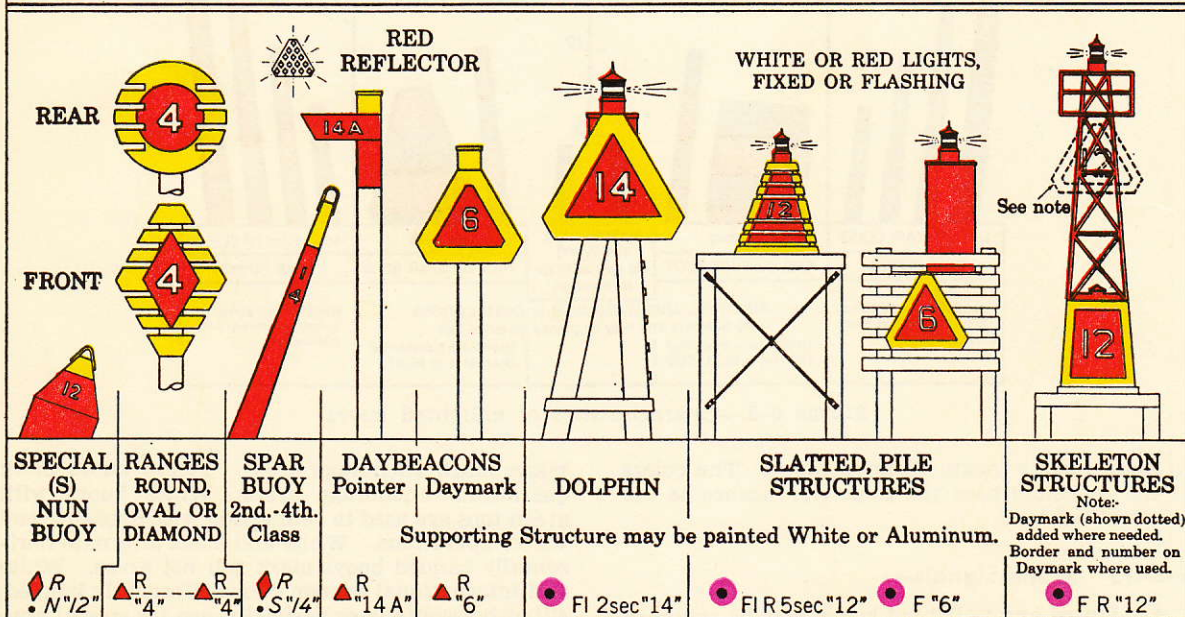 RED
REFLECTOR
WHITE OR RED LIGHTS,
FIXED OR FLASHING
REAR
4
14A
14
6
12
See note
FRONT
4
14
6
12
12
SPECIAL
(S)
NUN
BUOY
RANGES
ROUND,
OVAL OR
DIAMOND
SPAR
BUOY
2nd.-4th.
Class
DAYBEACONS
Pointer Daymark
DOLPHIN
SLATTED, PILE
STRUCTURES
Supporting Structure may be painted White or Aluminum.
SKELETON
STRUCTURES
Note:-
Daymark (shown dotted)
added where needed.
Border and number on
Daymark where used.
R
N "12"
R R
"4" "4"
R
S "14"
R
"14 A"
R
"6"
Fl 2sec "14"
Fl R 5sec "12"
F "6"
F R "12"